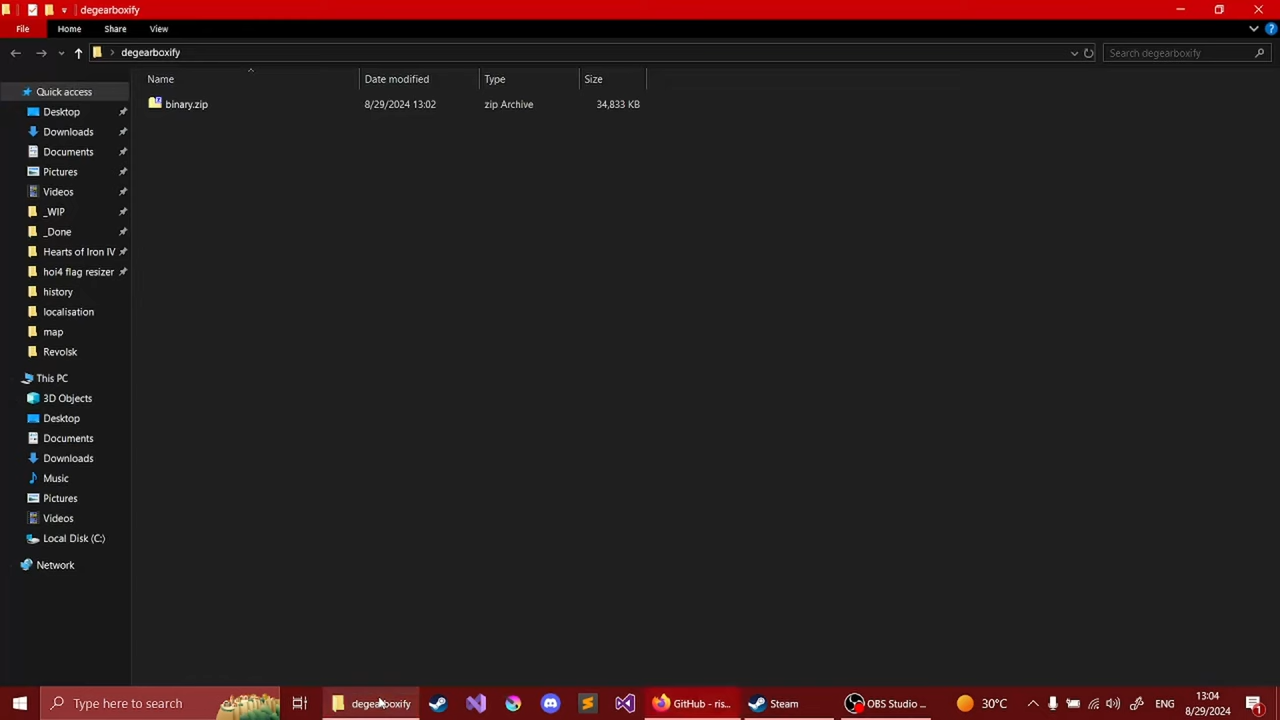 degearboxify
File Home Share View
degearboxify Search degearboxify
Name Date modified Type Size
binary.zip 8/29/2024 13:02 zip Archive 34,833 KB
Quick access
Desktop
Downloads
Documents
Pictures
Videos
_WIP
_Done
Hearts of Iron IV
hoi4 flag resizer
history
localisation
map
Revolsk
This PC
3D Objects
Desktop
Documents
Downloads
Music
Pictures
Videos
Local Disk (C:)
Network
Type here to search degearboxify GitHub - ris... Steam OBS Studio ... 30°C ENG 13:04
8/29/2024 1